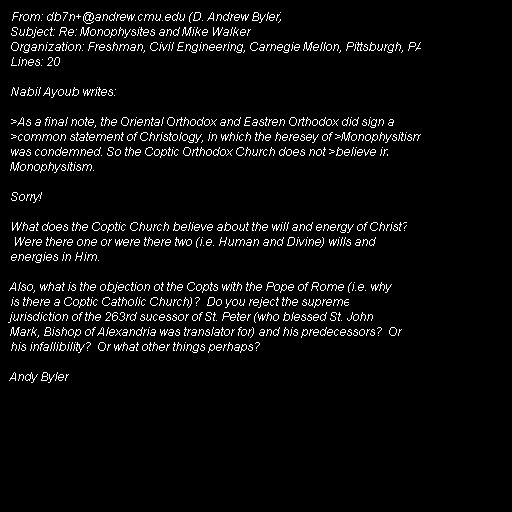 From: db7n+@andrew.cmu.edu (D. Andrew Byler)
Subject: Re: Monophysites and Mike Walker
Organization: Freshman, Civil Engineering, Carnegie Mellon, Pittsburgh, PA
Lines: 20
Nabil Ayoub writes:
>As a final note, the Oriental Orthodox and Eastren Orthodox did sign a
>common statement of Christology, in which the heresey of >Monophysitism
was condemned. So the Coptic Orthodox Church does not >believe in
Monophysitism.
Sorry!
What does the Coptic Church believe about the will and energy of Christ?
Were there one or were there two (i.e. Human and Divine) wills and
energies in Him.
Also, what is the objection ot the Copts with the Pope of Rome (i.e. why
is there a Coptic Catholic Church)? Do you reject the supreme
jurisdiction of the 263rd sucessor of St. Peter (who blessed St. John
Mark, Bishop of Alexandria was translator for) and his predecessors? Or
his infallibility? Or what other things perhaps?
Andy Byler